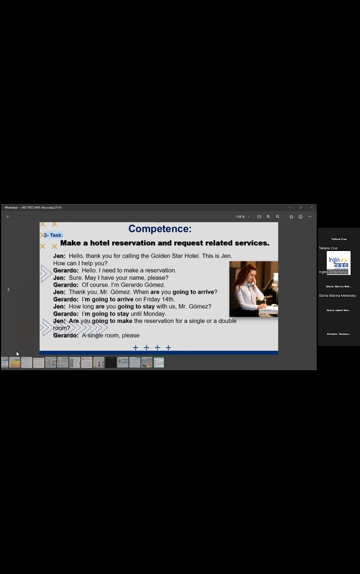 Competence:
2- Task:
Make a hotel reservation and request related services.
Jen: Hello, thank you for calling the Golden Star Hotel. This is Jen.
How can I help you?
Gerardo: Hello. I need to make a reservation.
Jen: Sure. May I have your name, please?
Gerardo: Of course. I'm Gerardo Gómez.
Jen: Thank you, Mr. Gómez. When are you going to arrive?
Gerardo: I'm going to arrive on Friday 14th.
Jen: How long are you going to stay with us, Mr. Gómez?
Gerardo: I'm going to stay until Monday.
Jen: Are you going to make the reservation for a single or a double
room?
Gerardo: A single room, please
Tatiana Cruz
Tatiana Cruz
Inglés